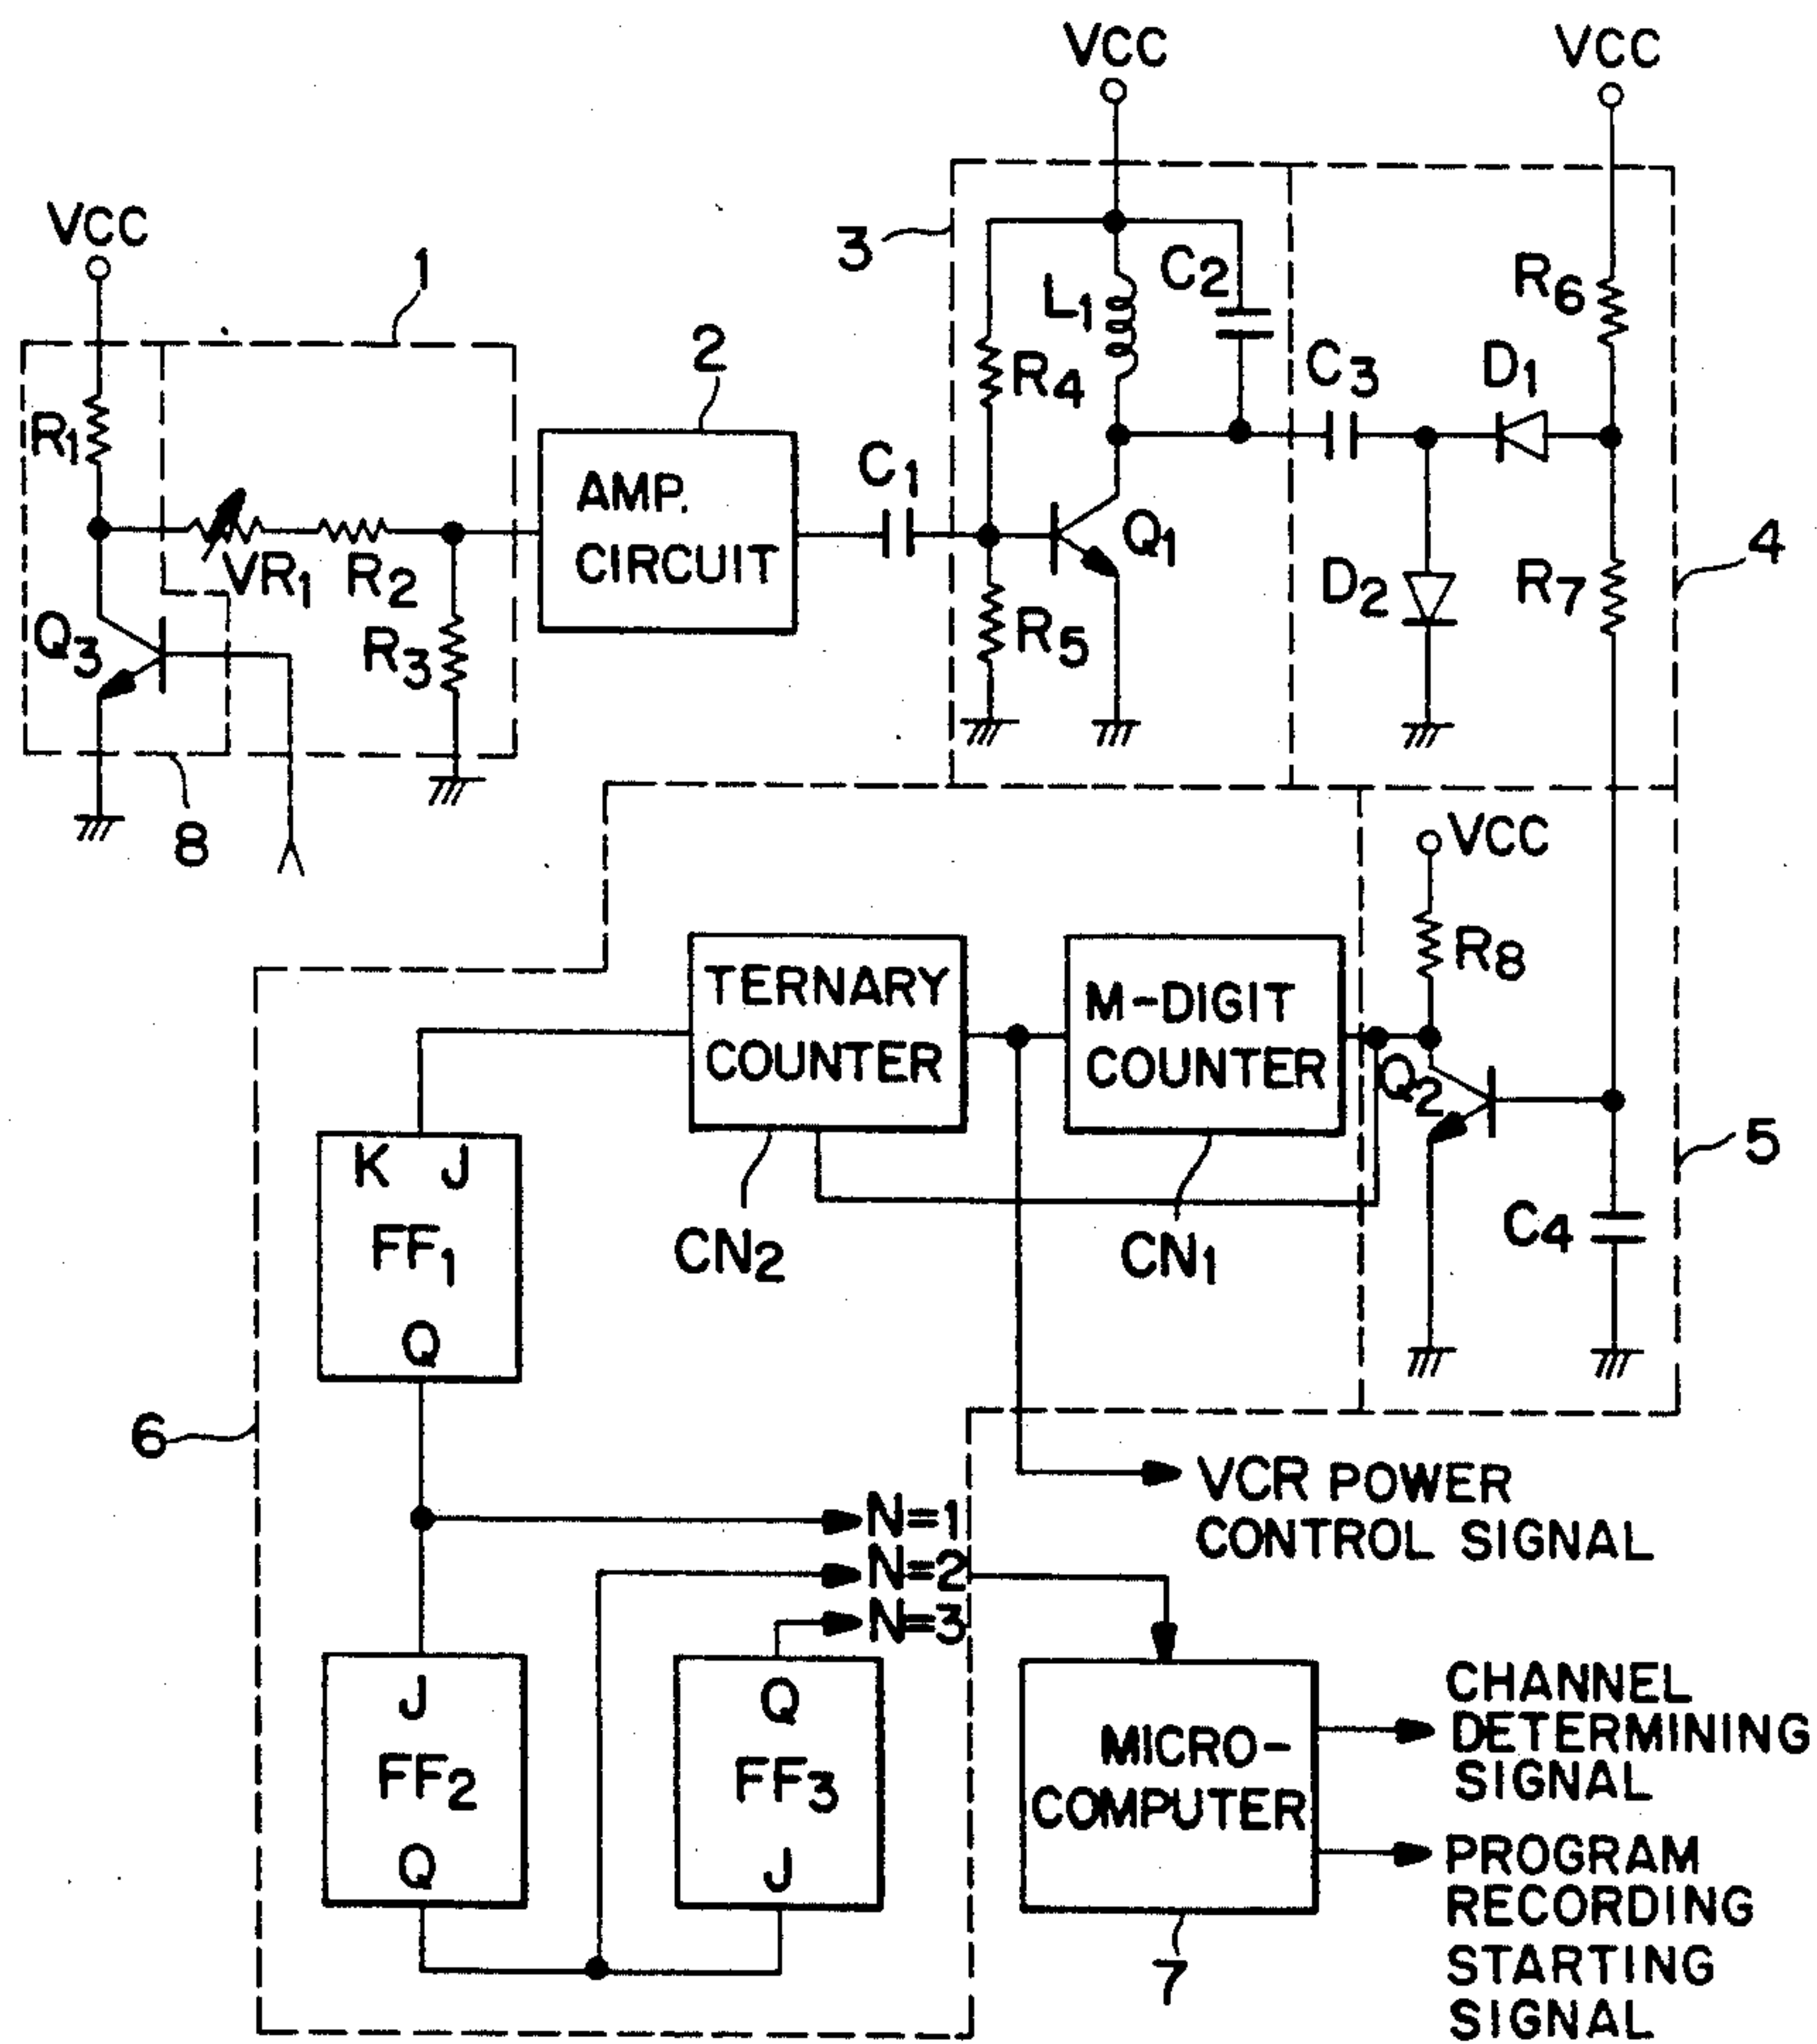 VCC
VCC
VCC
1
2
3
4
R1
VR1
R2
R3
Q3
8
AMP.
CIRCUIT
C1
R4
R5
L1
C2
Q1
C3
D1
D2
R6
R7
VCC
R8
Q2
C4
5
TERNARY
COUNTER
M-DIGIT
COUNTER
CN2
CN1
K J
FF1
Q
6
VCR POWER
CONTROL SIGNAL
N=1
N=2
N=3
J
FF2
Q
Q
FF3
J
MICRO-
COMPUTER
7
CHANNEL
DETERMINING
SIGNAL
PROGRAM
RECORDING
STARTING
SIGNAL